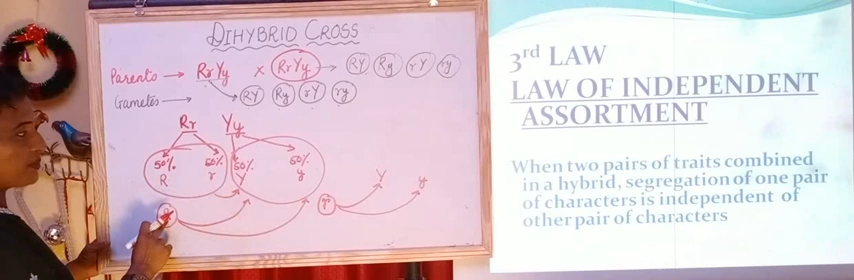 DIHYBRID CROSS
Parents → RrYy × RrYy → RY Ry rY ry
Gametes → RY Ry rY ry
Rr Yy
50% 50% 50% 50%
R r Y y
r Y y
3rd LAW
LAW OF INDEPENDENT
ASSORTMENT
When two pairs of traits combined
in a hybrid, segregation of one pair
of characters is independent of
other pair of characters